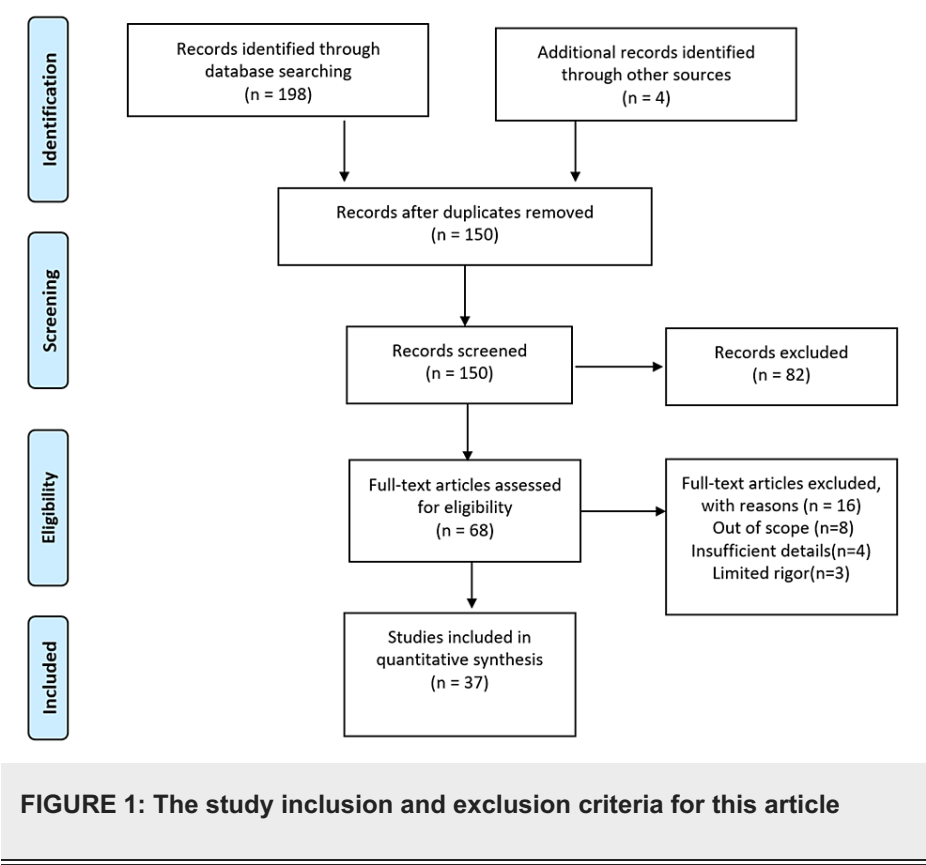 Identification
Records identified through
database searching
(n = 198)
Additional records identified
through other sources
(n = 4)
Records after duplicates removed
(n = 150)
Screening
Records screened
(n = 150)
Records excluded
(n = 82)
Eligibility
Full-text articles assessed
for eligibility
(n = 68)
Full-text articles excluded,
with reasons (n = 16)
Out of scope (n=8)
Insufficient details(n=4)
Limited rigor(n=3)
Included
Studies included in
quantitative synthesis
(n = 37)
FIGURE 1: The study inclusion and exclusion criteria for this article